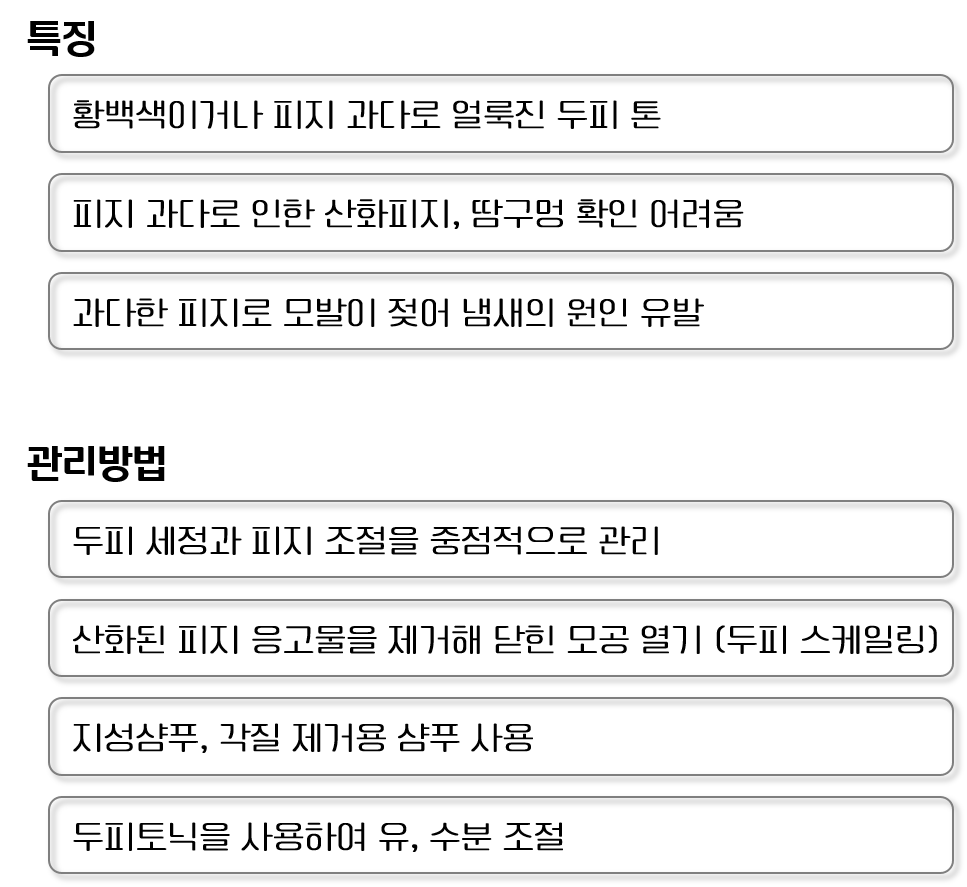 특징
황백색이거나 피지 과다로 얼룩진 두피 톤
피지 과다로 인한 산화피지, 땀구멍 확인 어려움
과다한 피지로 모발이 젖어 냄새의 원인 유발
관리방법
두피 세정과 피지 조절을 중점적으로 관리
산화된 피지 응고물을 제거해 닫힌 모공 열기 (두피 스케일링)
지성샴푸, 각질 제거용 샴푸 사용
두피토닉을 사용하여 유, 수분 조절